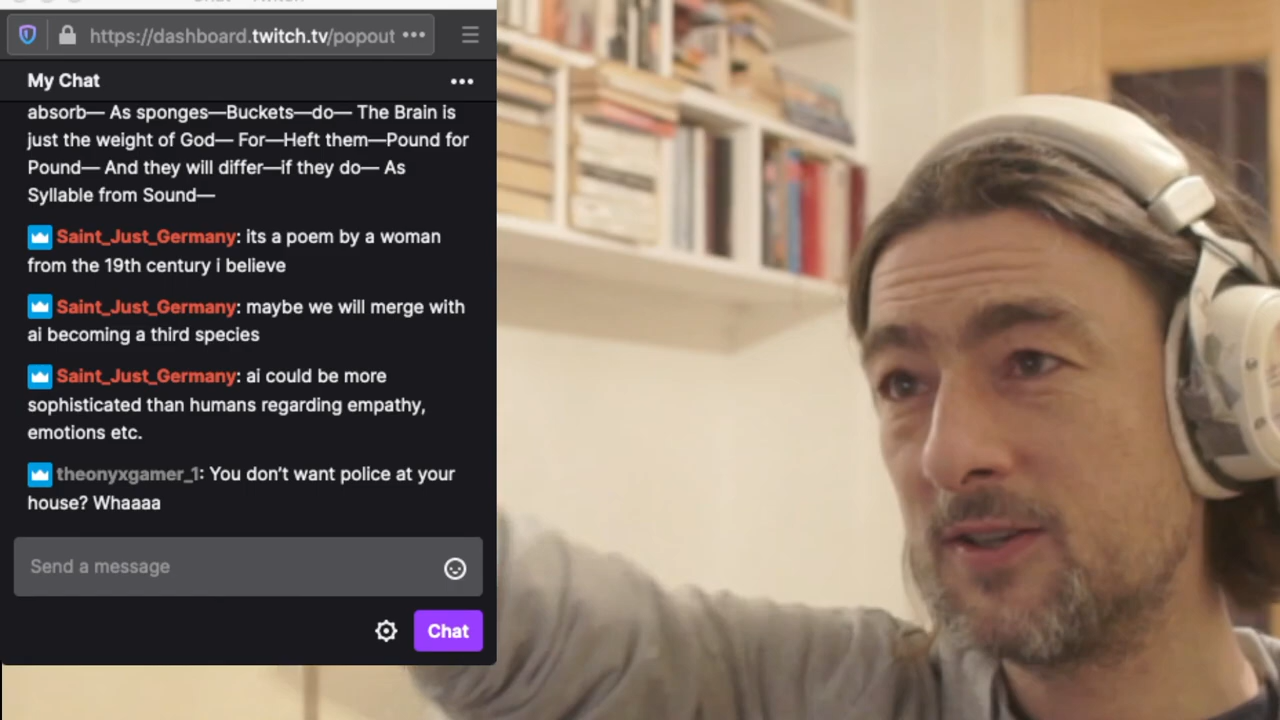 https://dashboard.twitch.tv/popout
My Chat
absorb— As sponges—Buckets—do— The Brain is
just the weight of God— For—Heft them—Pound for
Pound— And they will differ—if they do— As
Syllable from Sound—
Saint_Just_Germany: its a poem by a woman
from the 19th century i believe
Saint_Just_Germany: maybe we will merge with
ai becoming a third species
Saint_Just_Germany: ai could be more
sophisticated than humans regarding empathy,
emotions etc.
theonyxgamer_1: You don't want police at your
house? Whaaaa
Send a message
Chat